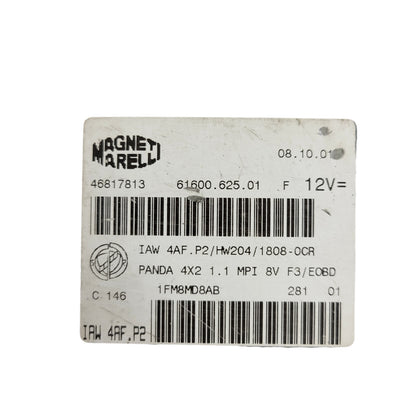 MAGNETI
MARELLI
08.10.01
46817813 61600.625.01 F 12V=
IAW 4AF.P2/HW204/1808-0CR
PANDA 4X2 1.1 MPI 8V F3/EOBD
C 146 1FM8MD8AB 281 01
IAW 4AF.P2